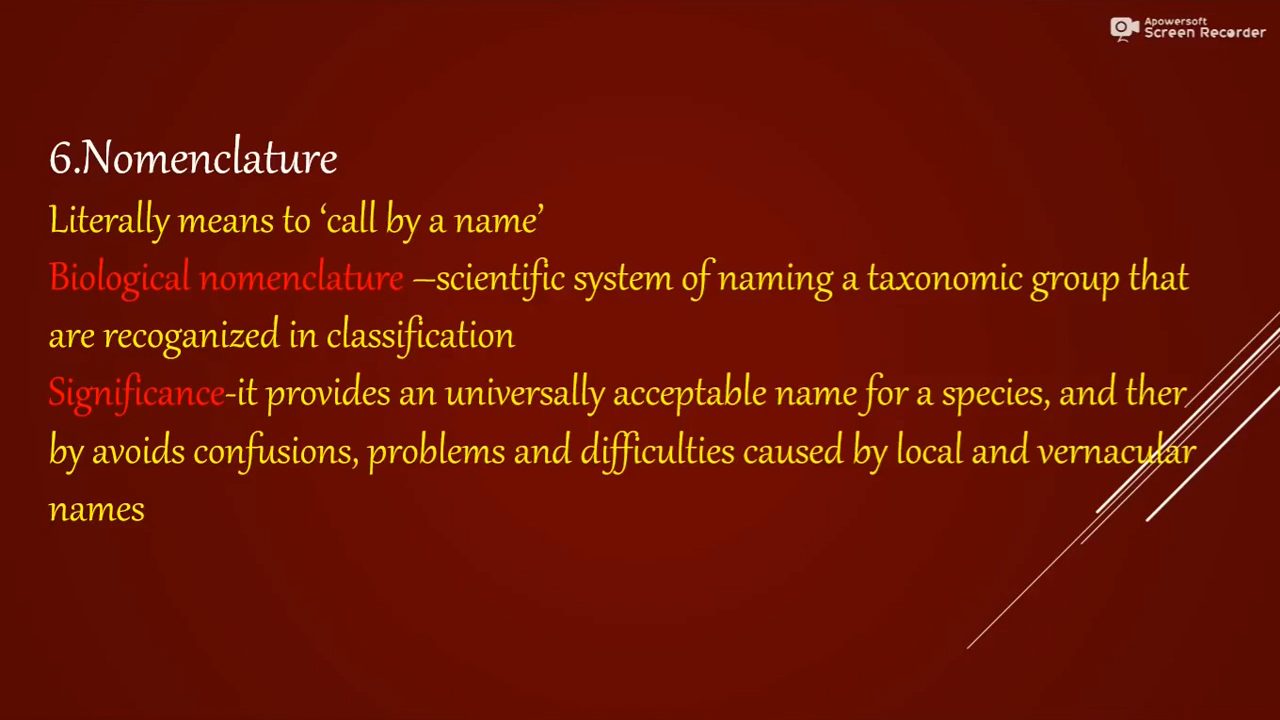 Apowersoft
Screen Recorder
6.Nomenclature
Literally means to ‘call by a name’
Biological nomenclature –scientific system of naming a taxonomic group that
are recoganized in classification
Significance-it provides an universally acceptable name for a species, and ther
by avoids confusions, problems and difficulties caused by local and vernacular
names